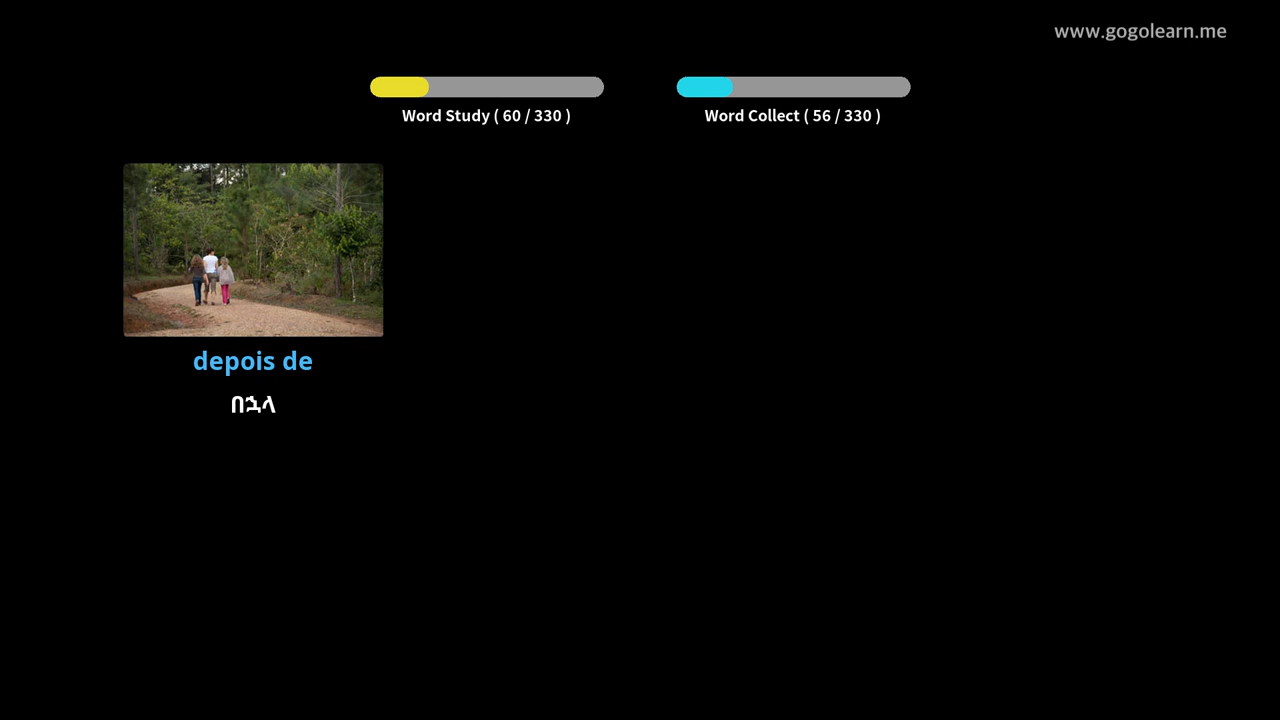 www.gogolearn.me
Word Study ( 60 / 330 )
Word Collect ( 56 / 330 )
depois de
በኋላ